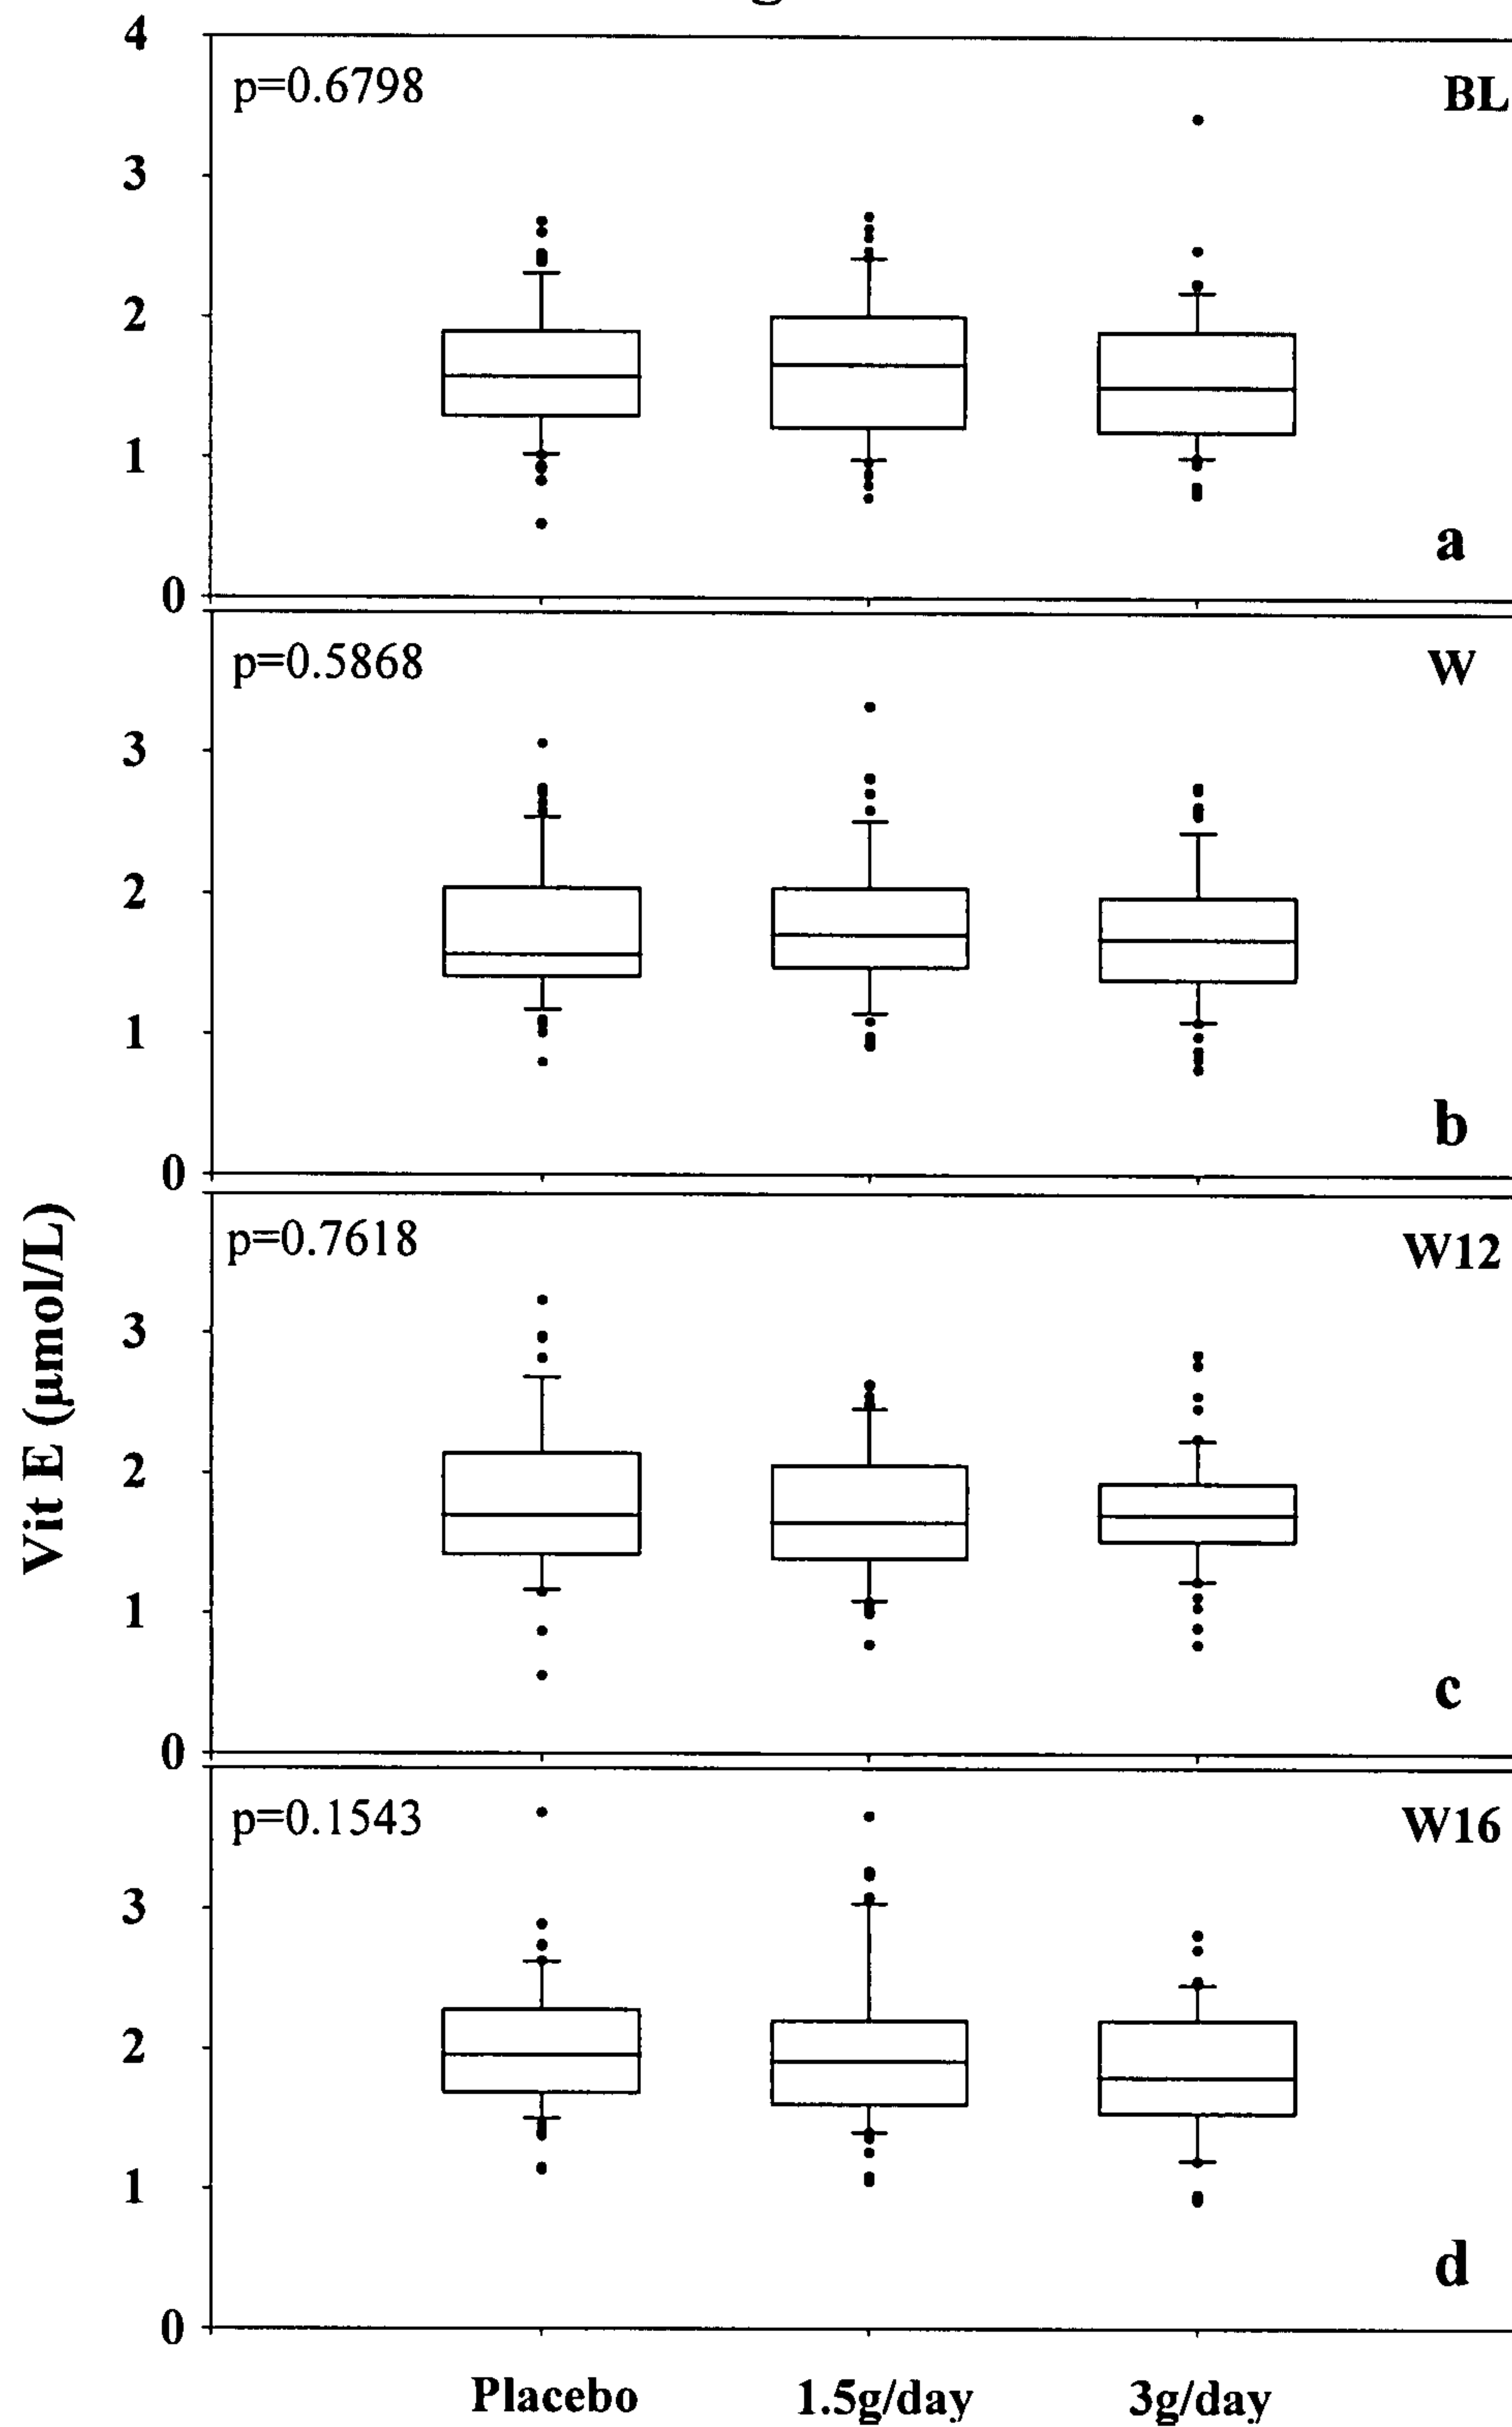 4
p=0.6798
BL
3
2
1
a
0
p=0.5868
W
3
2
1
b
0
p=0.7618
W12
3
2
1
c
0
p=0.1543
W16
3
2
1
d
0
Vit E (µmol/L)
Placebo 1.5g/day 3g/day